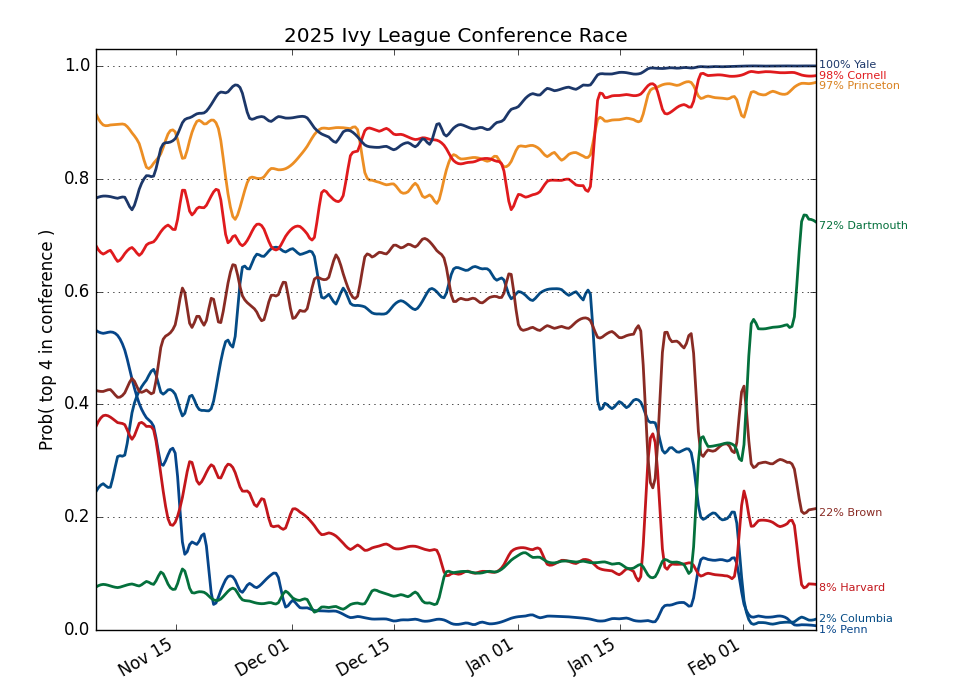 2025 Ivy League Conference Race
Prob( top 4 in conference )
1.0
0.8
0.6
0.4
0.2
0.0
Nov 15
Dec 01
Dec 15
Jan 01
Jan 15
Feb 01
100% Yale
98% Cornell
97% Princeton
72% Dartmouth
22% Brown
8% Harvard
2% Columbia
1% Penn